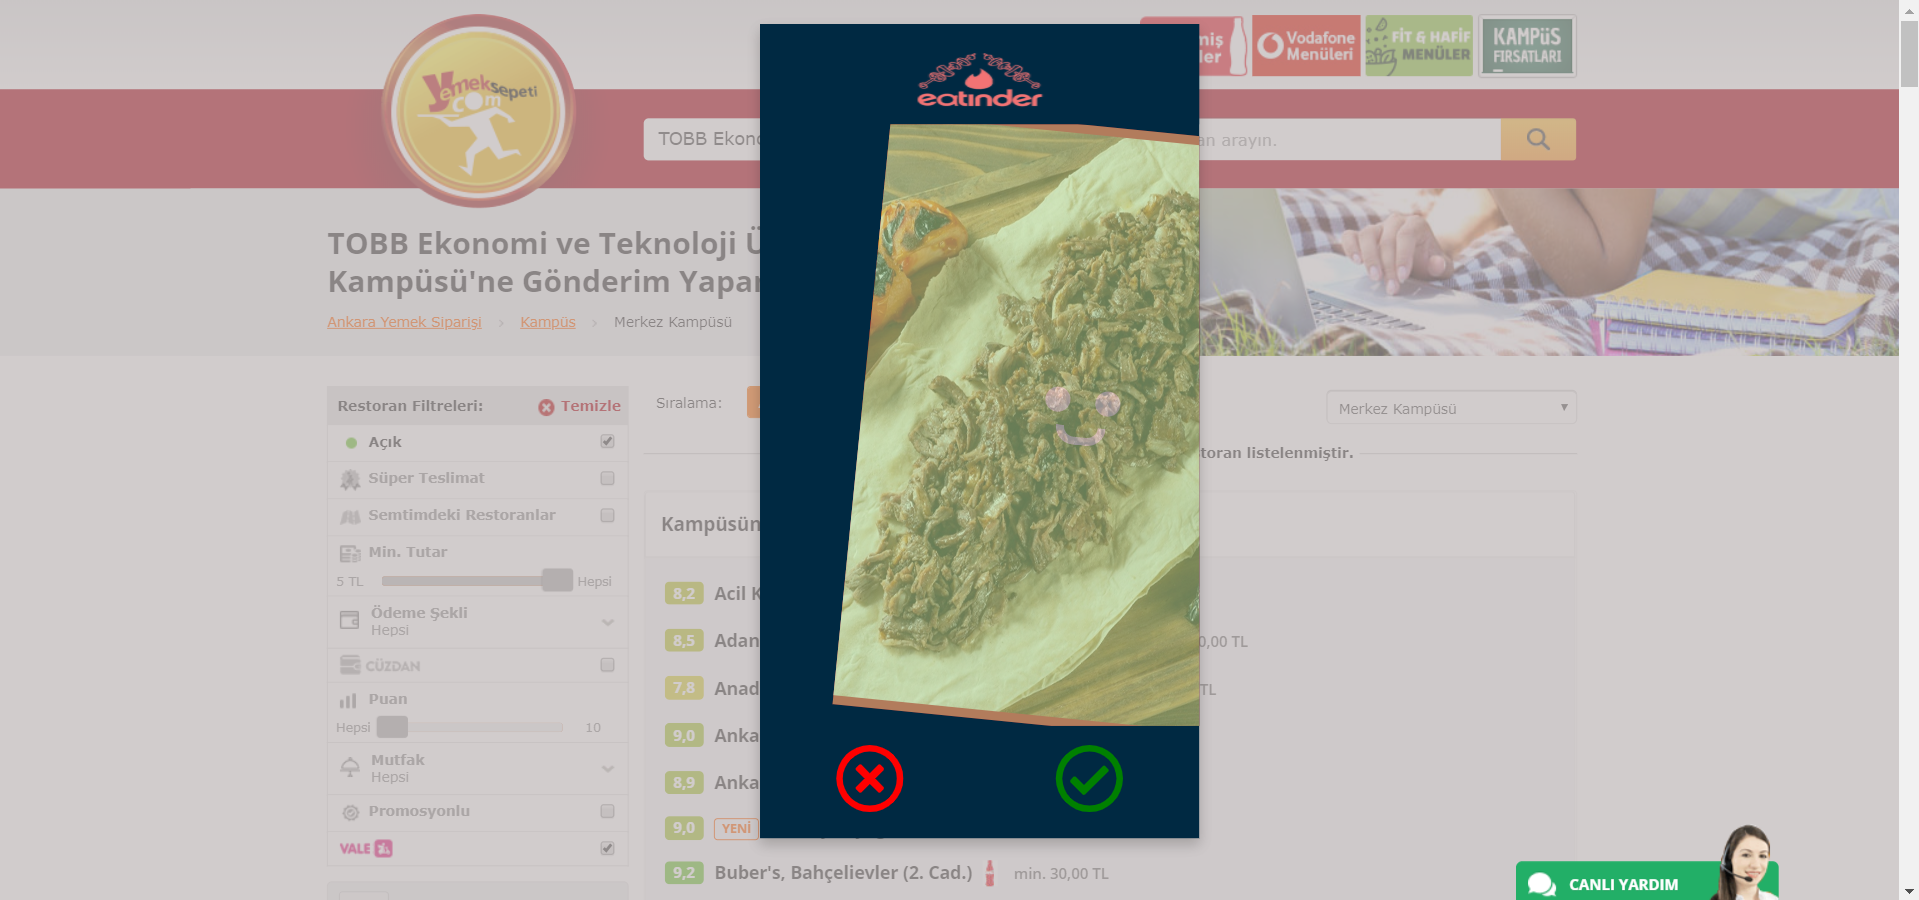 Yemeksepeti
com
Vodafone
Menüleri
FİT & HAFİF
MENÜLER
KAMPüS
FIRSATLARI
eatinder
TOBB Ekono
an arayın.
TOBB Ekonomi ve Teknoloji Ü
Kampüsü'ne Gönderim Yapan
Ankara Yemek Siparişi › Kampüs › Merkez Kampüsü
Restoran Filtreleri: Temizle
Açık
Süper Teslimat
Semtimdeki Restoranlar
Min. Tutar
5 TL Hepsi
Ödeme Şekli
Hepsi
CÜZDAN
Puan
Hepsi 10
Mutfak
Hepsi
Promosyonlu
VALE
Sıralama:
Merkez Kampüsü
toran listelenmiştir.
Kampüsün
8,2 Acil K
8,5 Adan 0,00 TL
7,8 Anad TL
9,0 Anka
8,9 Anka
9,0 YENİ
9,2 Buber's, Bahçelievler (2. Cad.) min. 30,00 TL
CANLI YARDIM